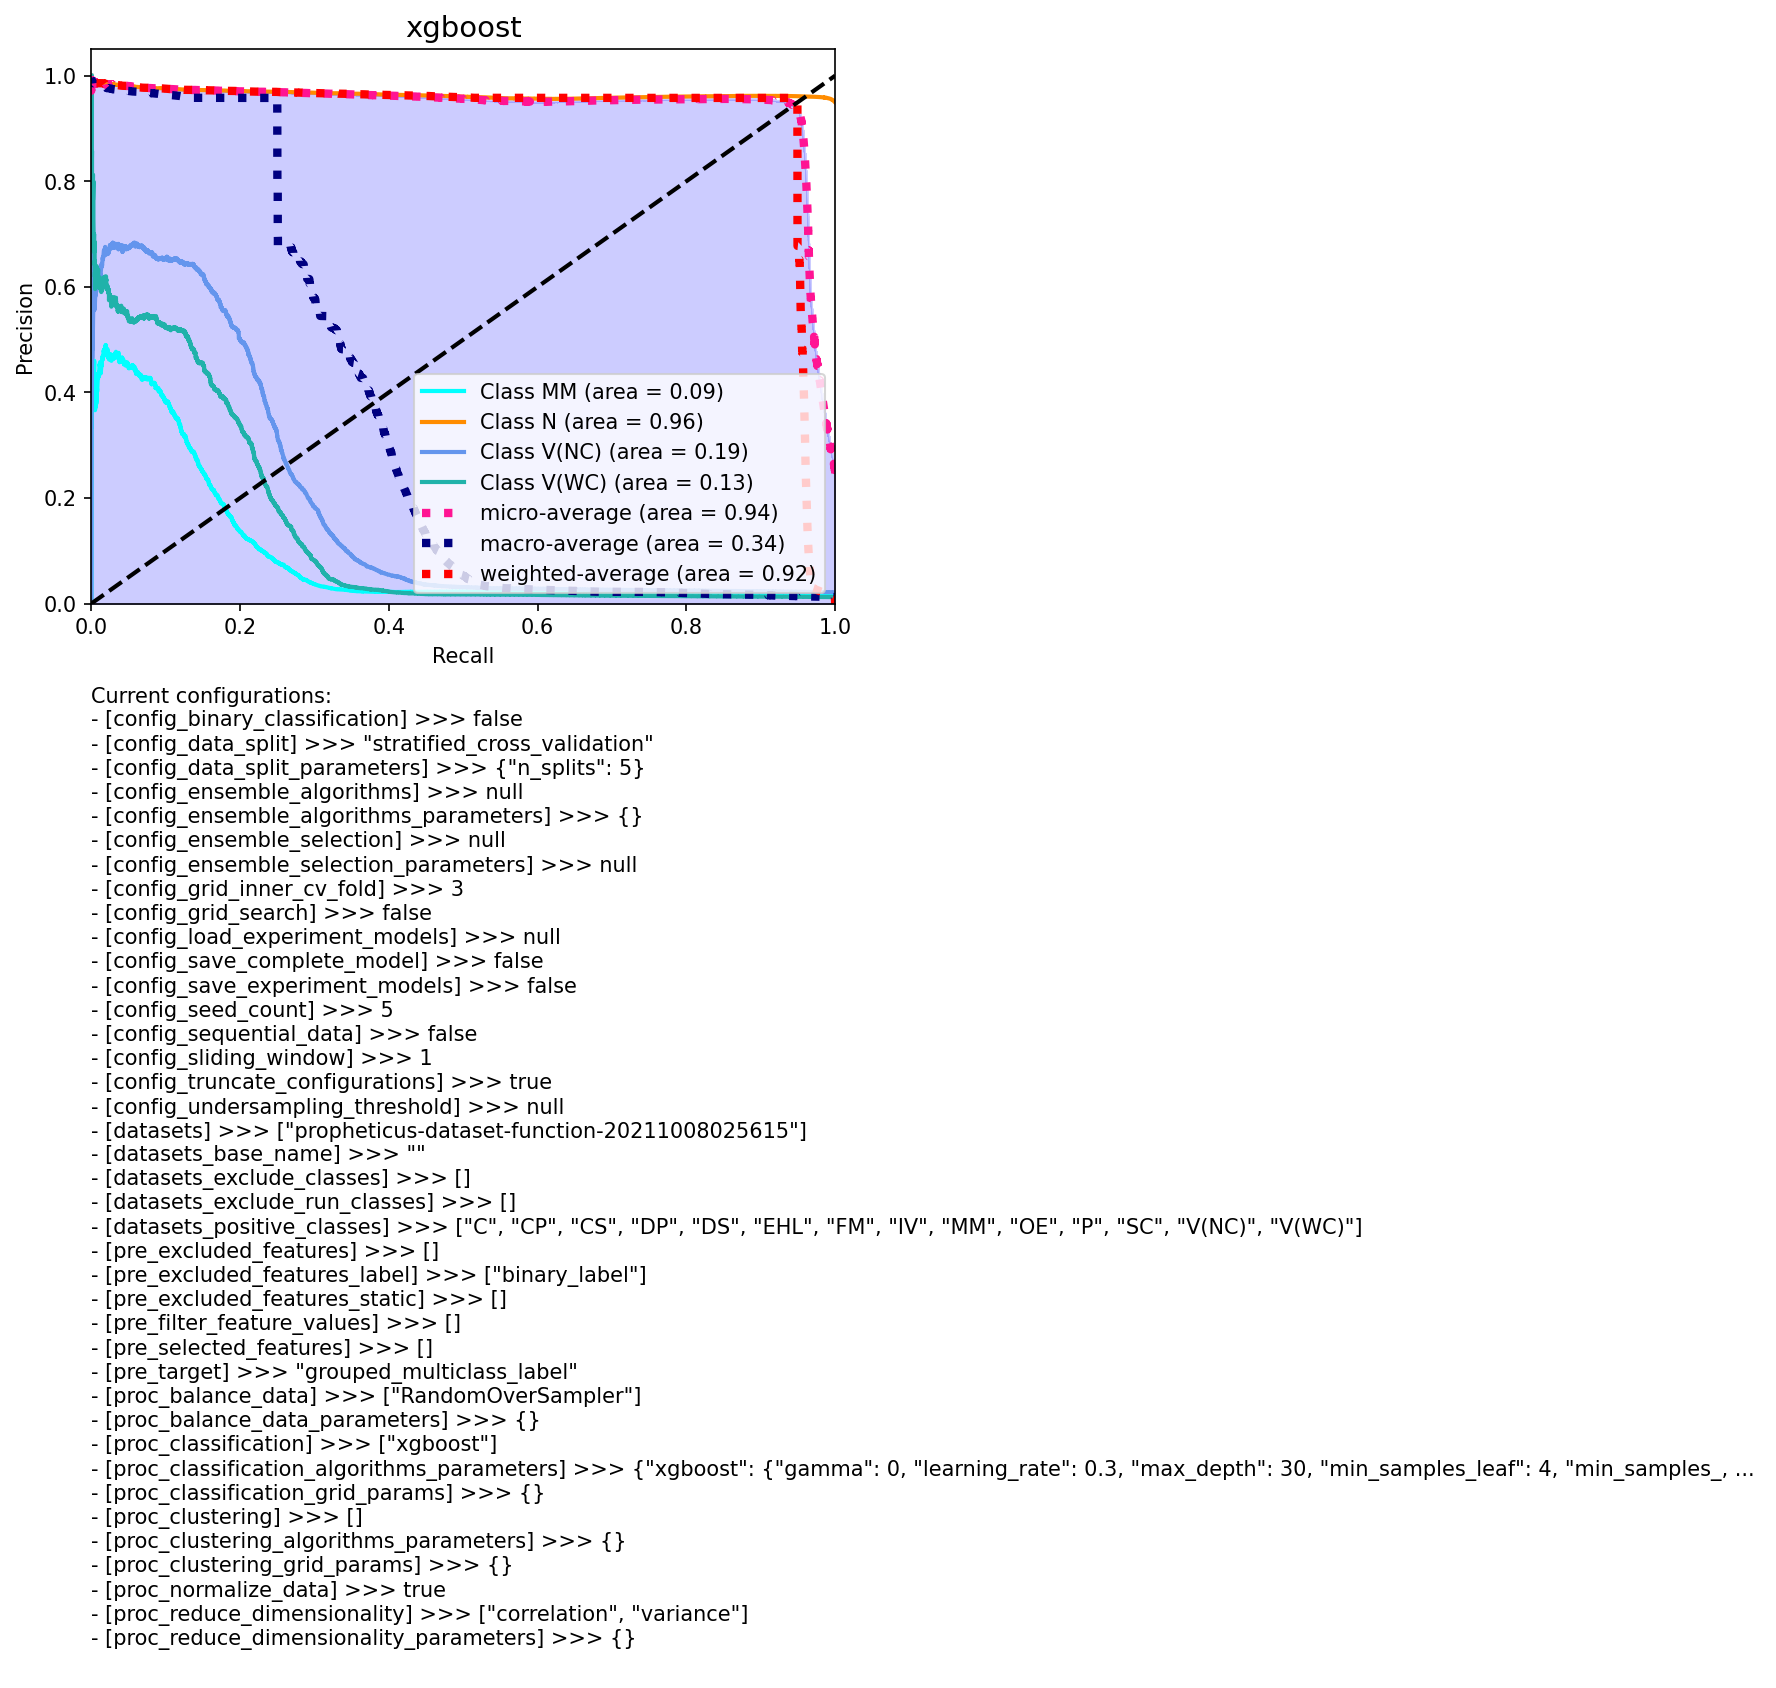 xgboost
1.0
0.8
0.6
0.4
0.2
0.0
Precision
Class MM (area = 0.09)
Class N (area = 0.96)
Class V(NC) (area = 0.19)
Class V(WC) (area = 0.13)
micro-average (area = 0.94)
macro-average (area = 0.34)
weighted-average (area = 0.92)
0.0 0.2 0.4 0.6 0.8 1.0
Recall
Current configurations:
- [config_binary_classification] >>> false
- [config_data_split] >>> "stratified_cross_validation"
- [config_data_split_parameters] >>> {"n_splits": 5}
- [config_ensemble_algorithms] >>> null
- [config_ensemble_algorithms_parameters] >>> {}
- [config_ensemble_selection] >>> null
- [config_ensemble_selection_parameters] >>> null
- [config_grid_inner_cv_fold] >>> 3
- [config_grid_search] >>> false
- [config_load_experiment_models] >>> null
- [config_save_complete_model] >>> false
- [config_save_experiment_models] >>> false
- [config_seed_count] >>> 5
- [config_sequential_data] >>> false
- [config_sliding_window] >>> 1
- [config_truncate_configurations] >>> true
- [config_undersampling_threshold] >>> null
- [datasets] >>> ["propheticus-dataset-function-20211008025615"]
- [datasets_base_name] >>> ""
- [datasets_exclude_classes] >>> []
- [datasets_exclude_run_classes] >>> []
- [datasets_positive_classes] >>> ["C", "CP", "CS", "DP", "DS", "EHL", "FM", "IV", "MM", "OE", "P", "SC", "V(NC)", "V(WC)"]
- [pre_excluded_features] >>> []
- [pre_excluded_features_label] >>> ["binary_label"]
- [pre_excluded_features_static] >>> []
- [pre_filter_feature_values] >>> []
- [pre_selected_features] >>> []
- [pre_target] >>> "grouped_multiclass_label"
- [proc_balance_data] >>> ["RandomOverSampler"]
- [proc_balance_data_parameters] >>> {}
- [proc_classification] >>> ["xgboost"]
- [proc_classification_algorithms_parameters] >>> {"xgboost": {"gamma": 0, "learning_rate": 0.3, "max_depth": 30, "min_samples_leaf": 4, "min_samples_, ...
- [proc_classification_grid_params] >>> {}
- [proc_clustering] >>> []
- [proc_clustering_algorithms_parameters] >>> {}
- [proc_clustering_grid_params] >>> {}
- [proc_normalize_data] >>> true
- [proc_reduce_dimensionality] >>> ["correlation", "variance"]
- [proc_reduce_dimensionality_parameters] >>> {}